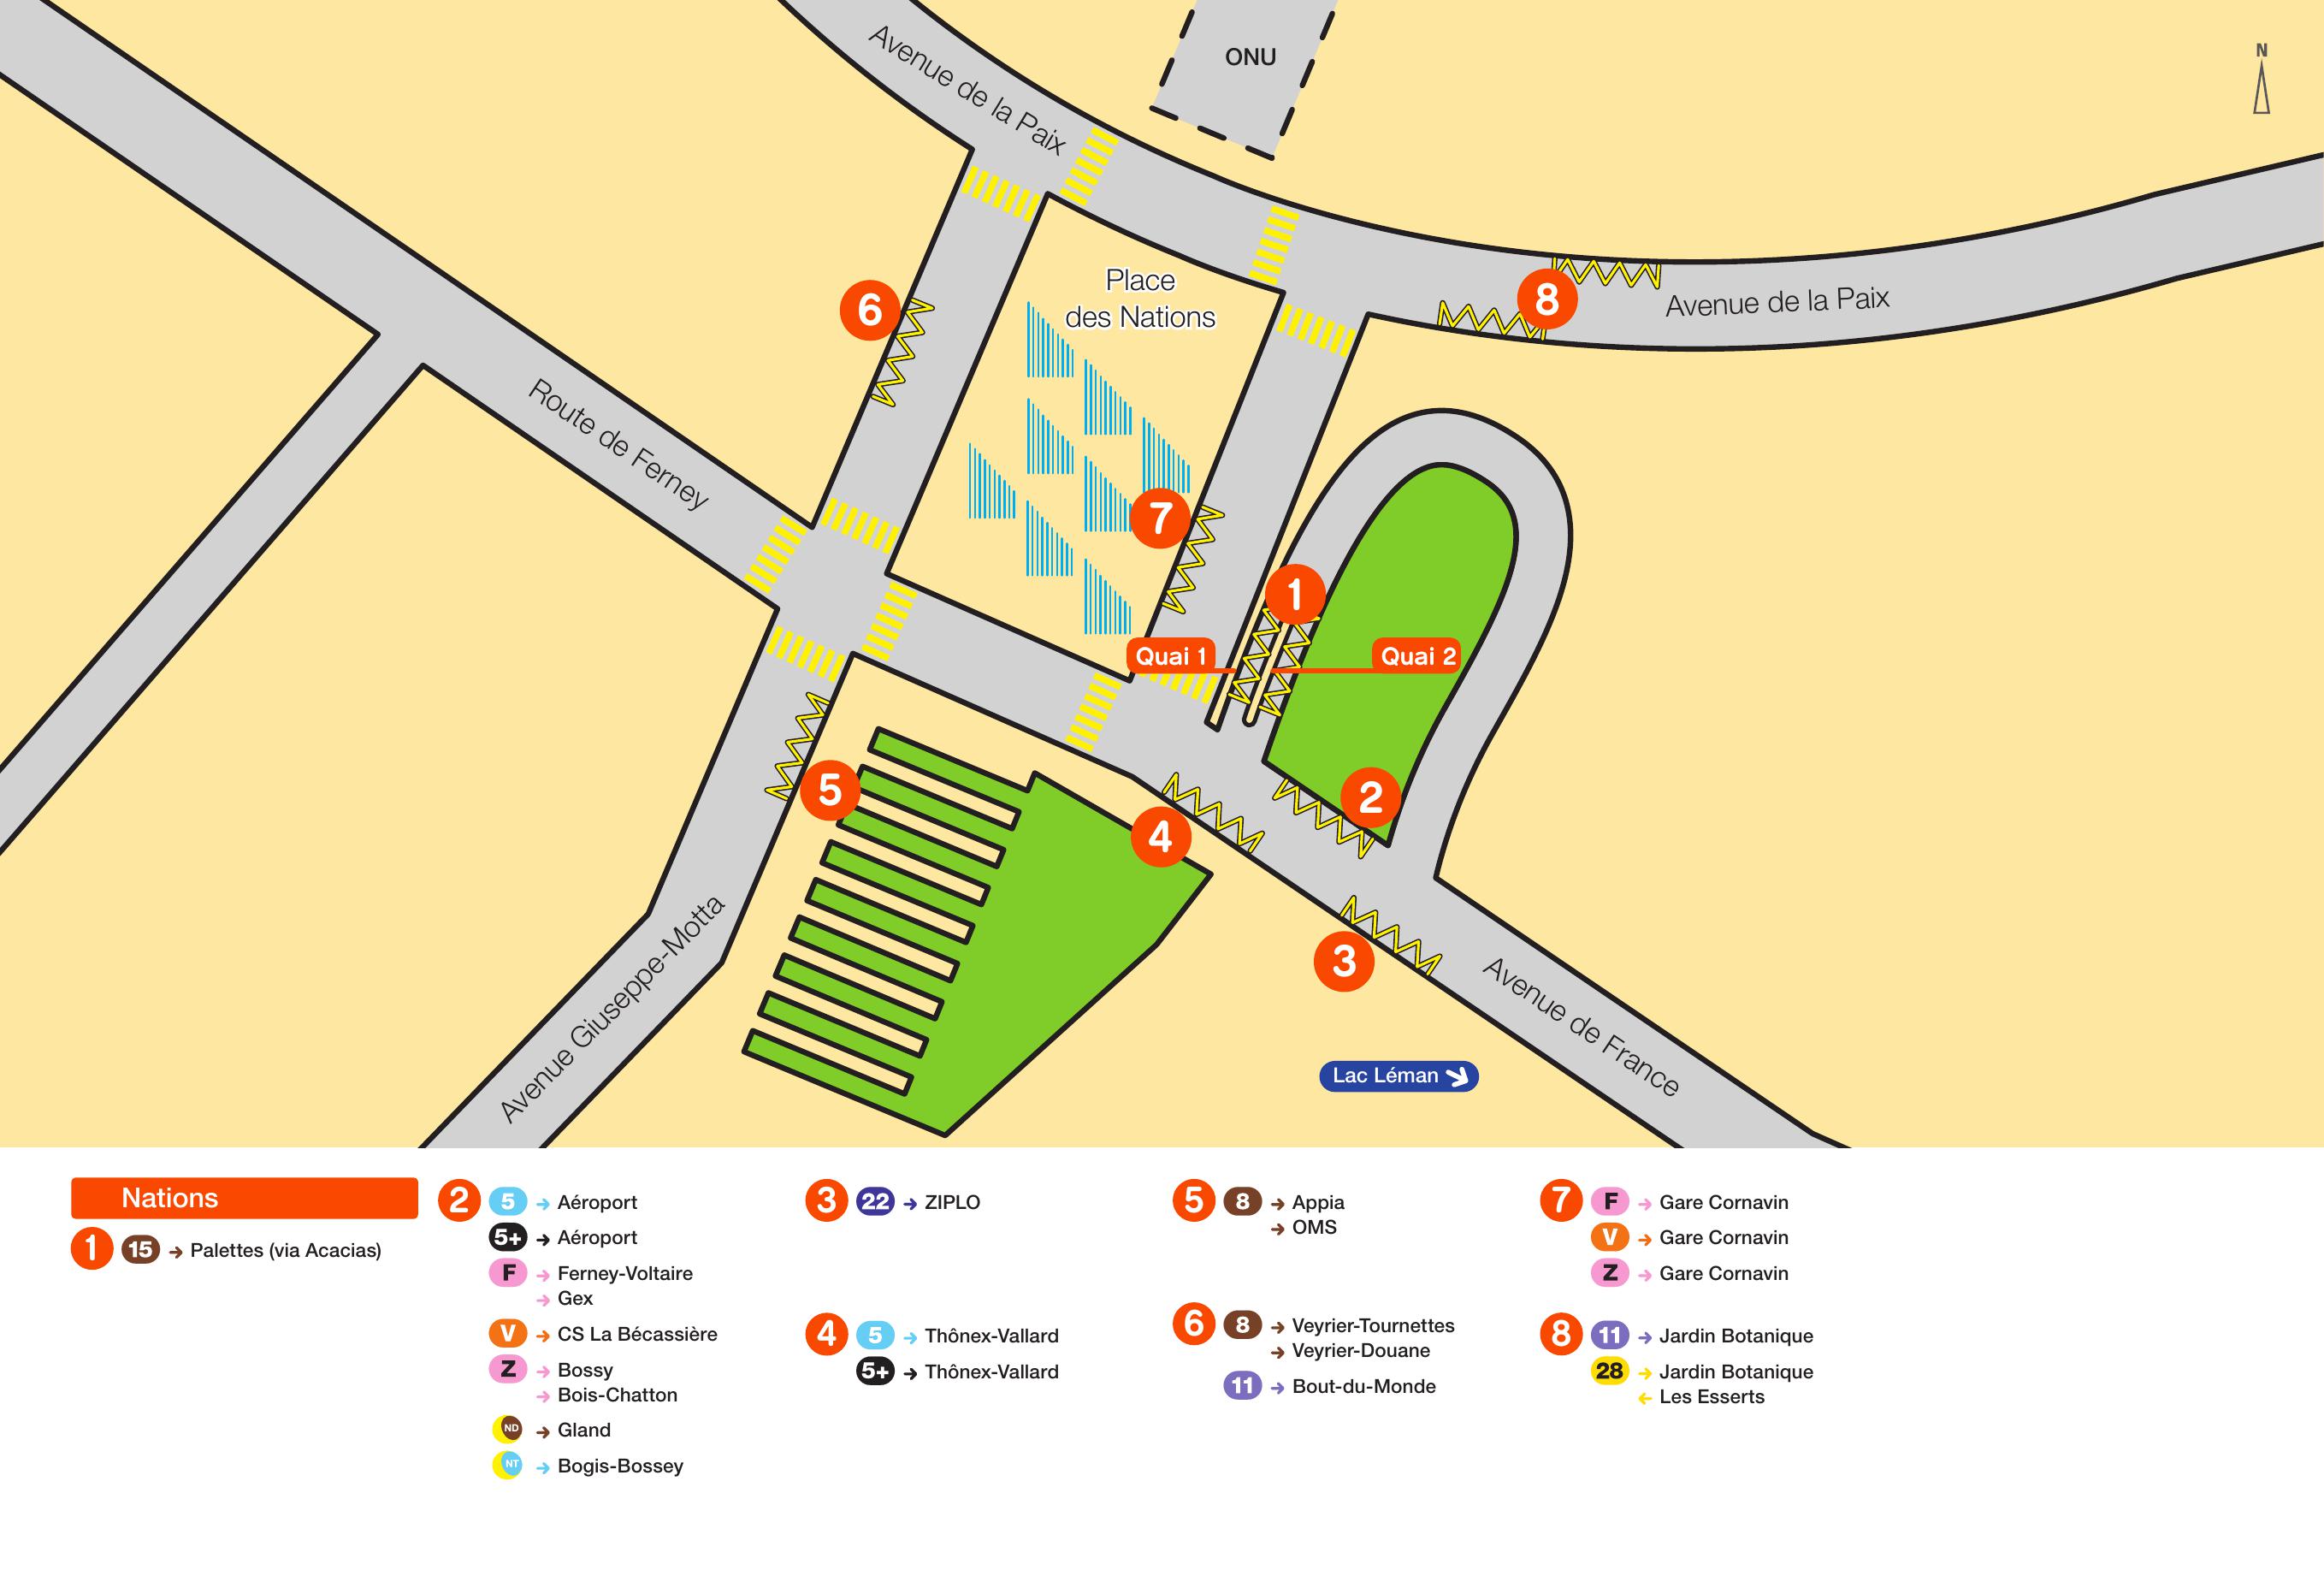 ONU
N
Avenue de la Paix
Place
des Nations
6
8
Avenue de la Paix
Route de Ferney
7
1
Quai 1
Quai 2
5
2
4
3
Avenue Giuseppe-Motta
Avenue de France
Lac Léman
Nations
1 15 → Palettes (via Acacias)
2 5 → Aéroport
5+ → Aéroport
F → Ferney-Voltaire
→ Gex
V → CS La Bécassière
Z → Bossy
→ Bois-Chatton
ND → Gland
NT → Bogis-Bossey
3 22 → ZIPLO
4 5 → Thônex-Vallard
5+ → Thônex-Vallard
5 8 → Appia
→ OMS
6 8 → Veyrier-Tournettes
→ Veyrier-Douane
11 → Bout-du-Monde
7 F → Gare Cornavin
V → Gare Cornavin
Z → Gare Cornavin
8 11 → Jardin Botanique
28 → Jardin Botanique
← Les Esserts